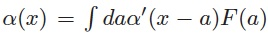 α(x) = ∫ daα′(x − a)F(a)